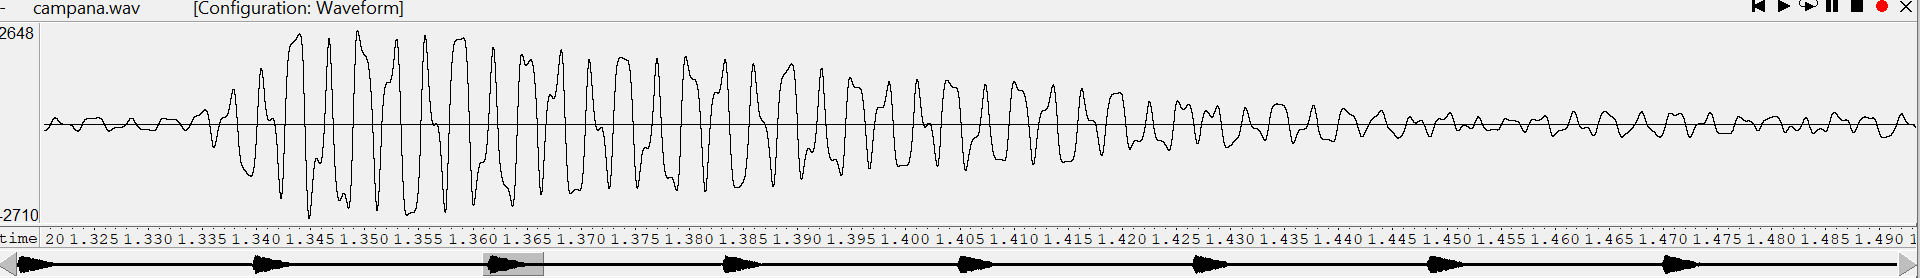 - campana.wav [Configuration: Waveform]
2648
-2710
time 20 1.325 1.330 1.335 1.340 1.345 1.350 1.355 1.360 1.365 1.370 1.375 1.380 1.385 1.390 1.395 1.400 1.405 1.410 1.415 1.420 1.425 1.430 1.435 1.440 1.445 1.450 1.455 1.460 1.465 1.470 1.475 1.480 1.485 1.490 1